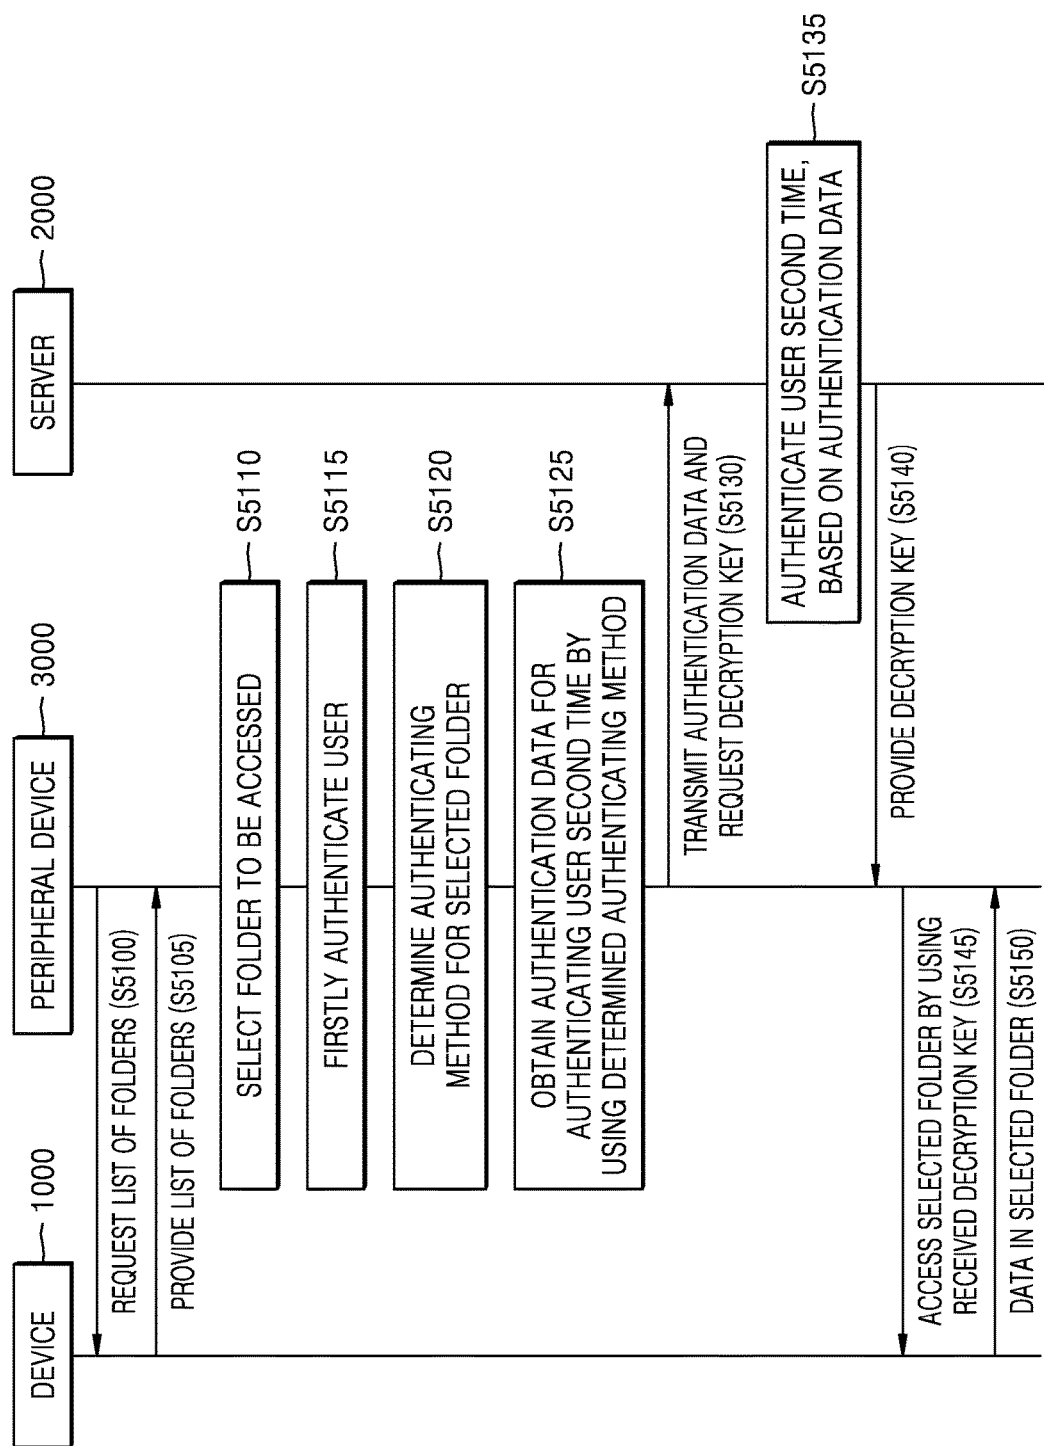 DEVICE
1000
PERIPHERAL DEVICE
3000
SERVER
2000
REQUEST LIST OF FOLDERS (S5100)
PROVIDE LIST OF FOLDERS (S5105)
SELECT FOLDER TO BE ACCESSED
S5110
FIRSTLY AUTHENTICATE USER
S5115
DETERMINE AUTHENTICATING
METHOD FOR SELECTED FOLDER
S5120
OBTAIN AUTHENTICATION DATA FOR
AUTHENTICATING USER SECOND TIME BY
USING DETERMINED AUTHENTICATING METHOD
S5125
TRANSMIT AUTHENTICATION DATA AND
REQUEST DECRYPTION KEY (S5130)
AUTHENTICATE USER SECOND TIME,
BASED ON AUTHENTICATION DATA
S5135
PROVIDE DECRYPTION KEY (S5140)
ACCESS SELECTED FOLDER BY USING
RECEIVED DECRYPTION KEY (S5145)
DATA IN SELECTED FOLDER (S5150)